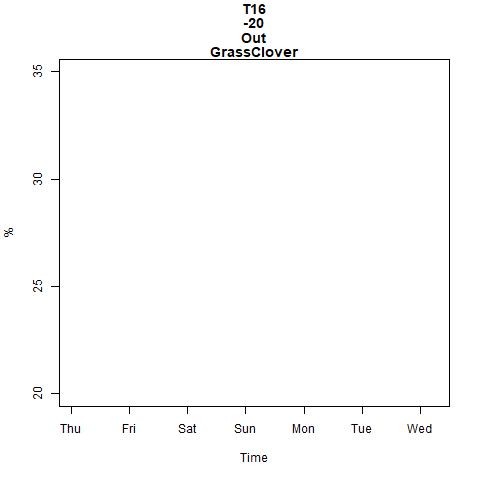 T16
-20
Out
GrassClover
35
30
25
20
%
Thu Fri Sat Sun Mon Tue Wed
Time